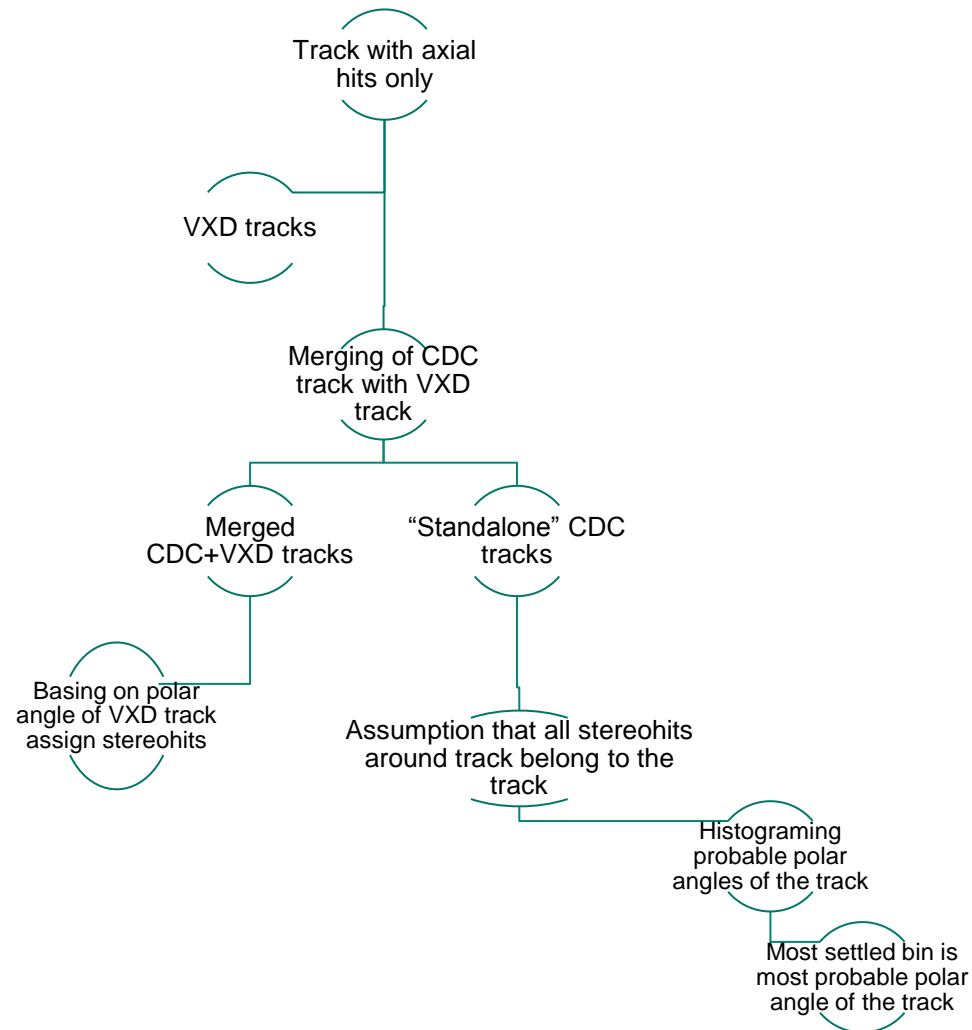 Track with axial
hits only
VXD tracks
Merging of CDC
track with VXD
track
Merged
CDC+VXD tracks
“Standalone” CDC
tracks
Basing on polar
angle of VXD track
assign stereohits
Assumption that all stereohits
around track belong to the
track
Histograming
probable polar
angles of the track
Most settled bin is
most probable polar
angle of the track